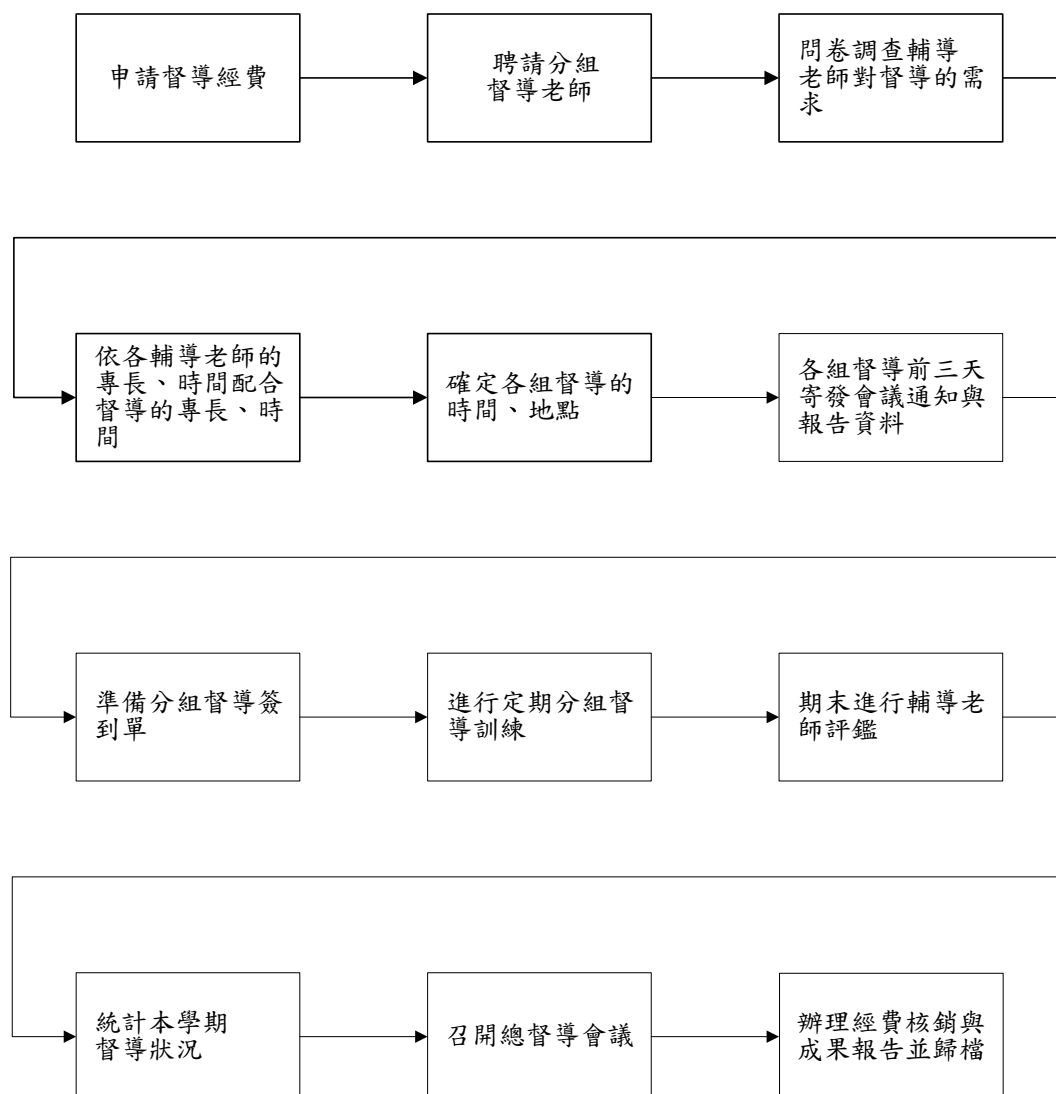 申請督導經費
聘請分組
督導老師
問卷調查輔導
老師對督導的需
求
依各輔導老師的
專長、時間配合
督導的專長、時
間
確定各組督導的
時間、地點
各組督導前三天
寄發會議通知與
報告資料
準備分組督導簽
到單
進行定期分組督
導訓練
期末進行輔導老
師評鑑
統計本學期
督導狀況
召開總督導會議
辦理經費核銷與
成果報告並歸檔